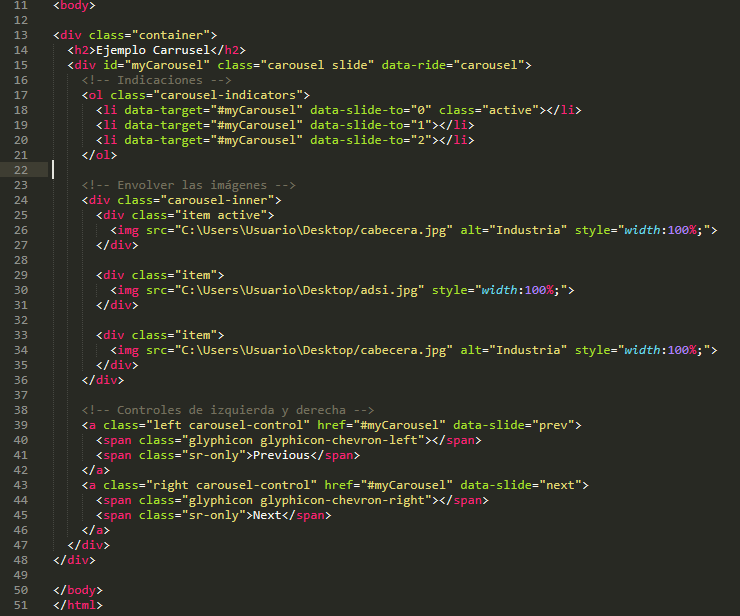 11 <body>
12
13 <div class="container">
14 <h2>Ejemplo Carrusel</h2>
15 <div id="myCarousel" class="carousel slide" data-ride="carousel">
16 <!-- Indicaciones -->
17 <ol class="carousel-indicators">
18 <li data-target="#myCarousel" data-slide-to="0" class="active"></li>
19 <li data-target="#myCarousel" data-slide-to="1"></li>
20 <li data-target="#myCarousel" data-slide-to="2"></li>
21 </ol>
22
23 <!-- Envolver las imágenes -->
24 <div class="carousel-inner">
25 <div class="item active">
26 <img src="C:\Users\Usuario\Desktop/cabecera.jpg" alt="Industria" style="width:100%;">
27 </div>
28
29 <div class="item">
30 <img src="C:\Users\Usuario\Desktop/adsi.jpg" style="width:100%;">
31 </div>
32
33 <div class="item">
34 <img src="C:\Users\Usuario\Desktop/cabecera.jpg" alt="Industria" style="width:100%;">
35 </div>
36 </div>
37
38 <!-- Controles de izquierda y derecha -->
39 <a class="left carousel-control" href="#myCarousel" data-slide="prev">
40 <span class="glyphicon glyphicon-chevron-left"></span>
41 <span class="sr-only">Previous</span>
42 </a>
43 <a class="right carousel-control" href="#myCarousel" data-slide="next">
44 <span class="glyphicon glyphicon-chevron-right"></span>
45 <span class="sr-only">Next</span>
46 </a>
47 </div>
48 </div>
49
50 </body>
51 </html>